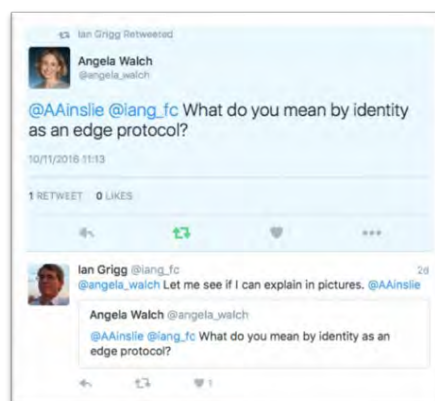 Ian Grigg Retweeted
Angela Walch
@angela_walch
@AAinslie @iang_fc What do you mean by identity
as an edge protocol?
10/11/2016 11:13
1 RETWEET 0 LIKES
Ian Grigg @iang_fc 2d
@angela_walch Let me see if I can explain in pictures. @AAinslie
Angela Walch @angela_walch
@AAinslie @iang_fc What do you mean by identity as an
edge protocol?
1